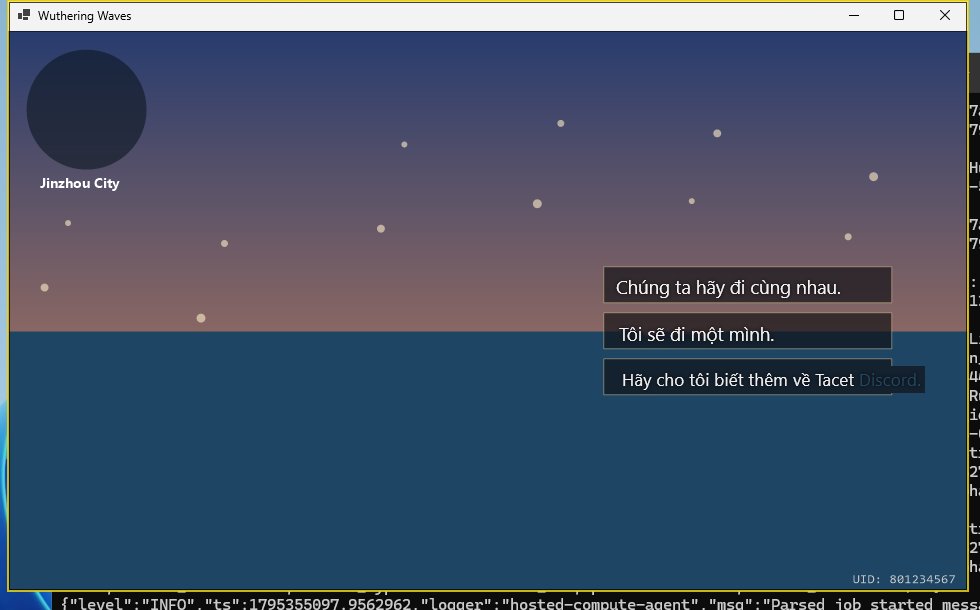 Wuthering Waves
Jinzhou City
Chúng ta hãy đi cùng nhau.
Tôi sẽ đi một mình.
Hãy cho tôi biết thêm về Tacet Discord.
UID: 801234567
{"level":"INFO","ts":1795355097.9562962,"logger":"hosted-compute-agent","msg":"Parsed job started me